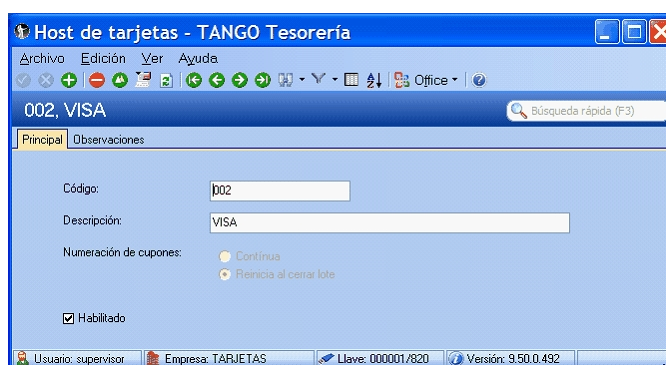 Host de tarjetas - TANGO Tesorería
Archivo Edición Ver Ayuda
Office
002, VISA
Búsqueda rápida (F3)
Principal Observaciones
Código: 002
Descripción: VISA
Numeración de cupones: Contínua
Reinicia al cerrar lote
Habilitado
Usuario: supervisor Empresa: TARJETAS Llave: 000001/820 Versión: 9.50.0.492